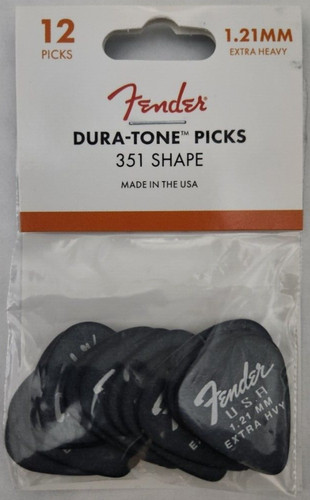 12
PICKS
1.21MM
EXTRA HEAVY
Fender
DURA-TONE™ PICKS
351 SHAPE
MADE IN THE USA
Fender
USA
1.21 MM
EXTRA HVY